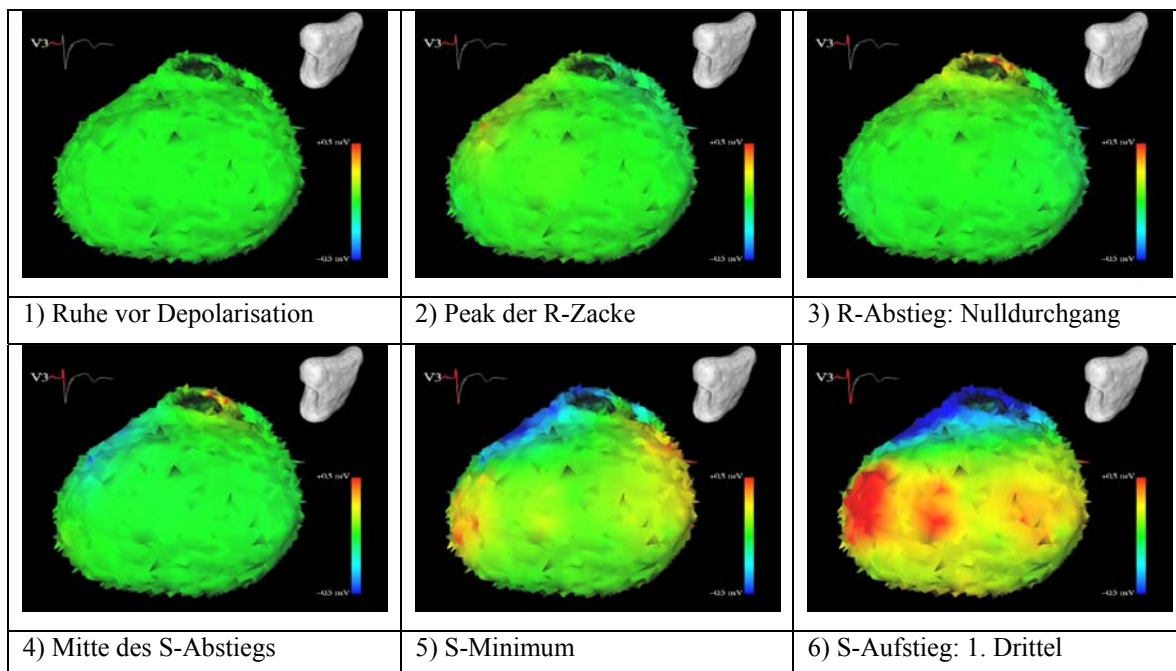 V3
+0.5 mV
−0.5 mV
V3
+0.5 mV
−0.5 mV
V3
+0.5 mV
−0.5 mV
1) Ruhe vor Depolarisation
2) Peak der R-Zacke
3) R-Abstieg: Nulldurchgang
V3
+0.5 mV
−0.5 mV
V3
+0.5 mV
−0.5 mV
V3
+0.5 mV
−0.5 mV
4) Mitte des S-Abstiegs
5) S-Minimum
6) S-Aufstieg: 1. Drittel